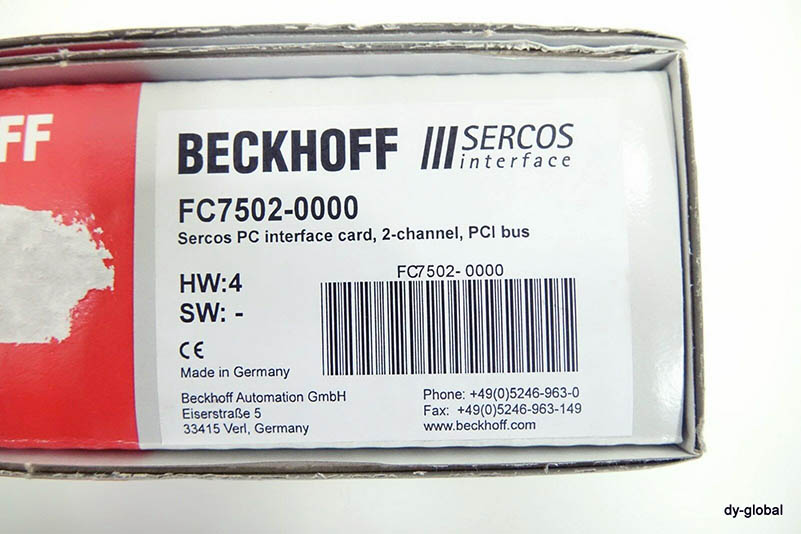 FF
BECKHOFF SERCOS interface
FC7502-0000
Sercos PC interface card, 2-channel, PCI bus
FC7502- 0000
HW:4
SW: -
CE
Made in Germany
Beckhoff Automation GmbH
Eiserstraße 5
33415 Verl, Germany
Phone: +49(0)5246-963-0
Fax: +49(0)5246-963-149
www.beckhoff.com
dy-global